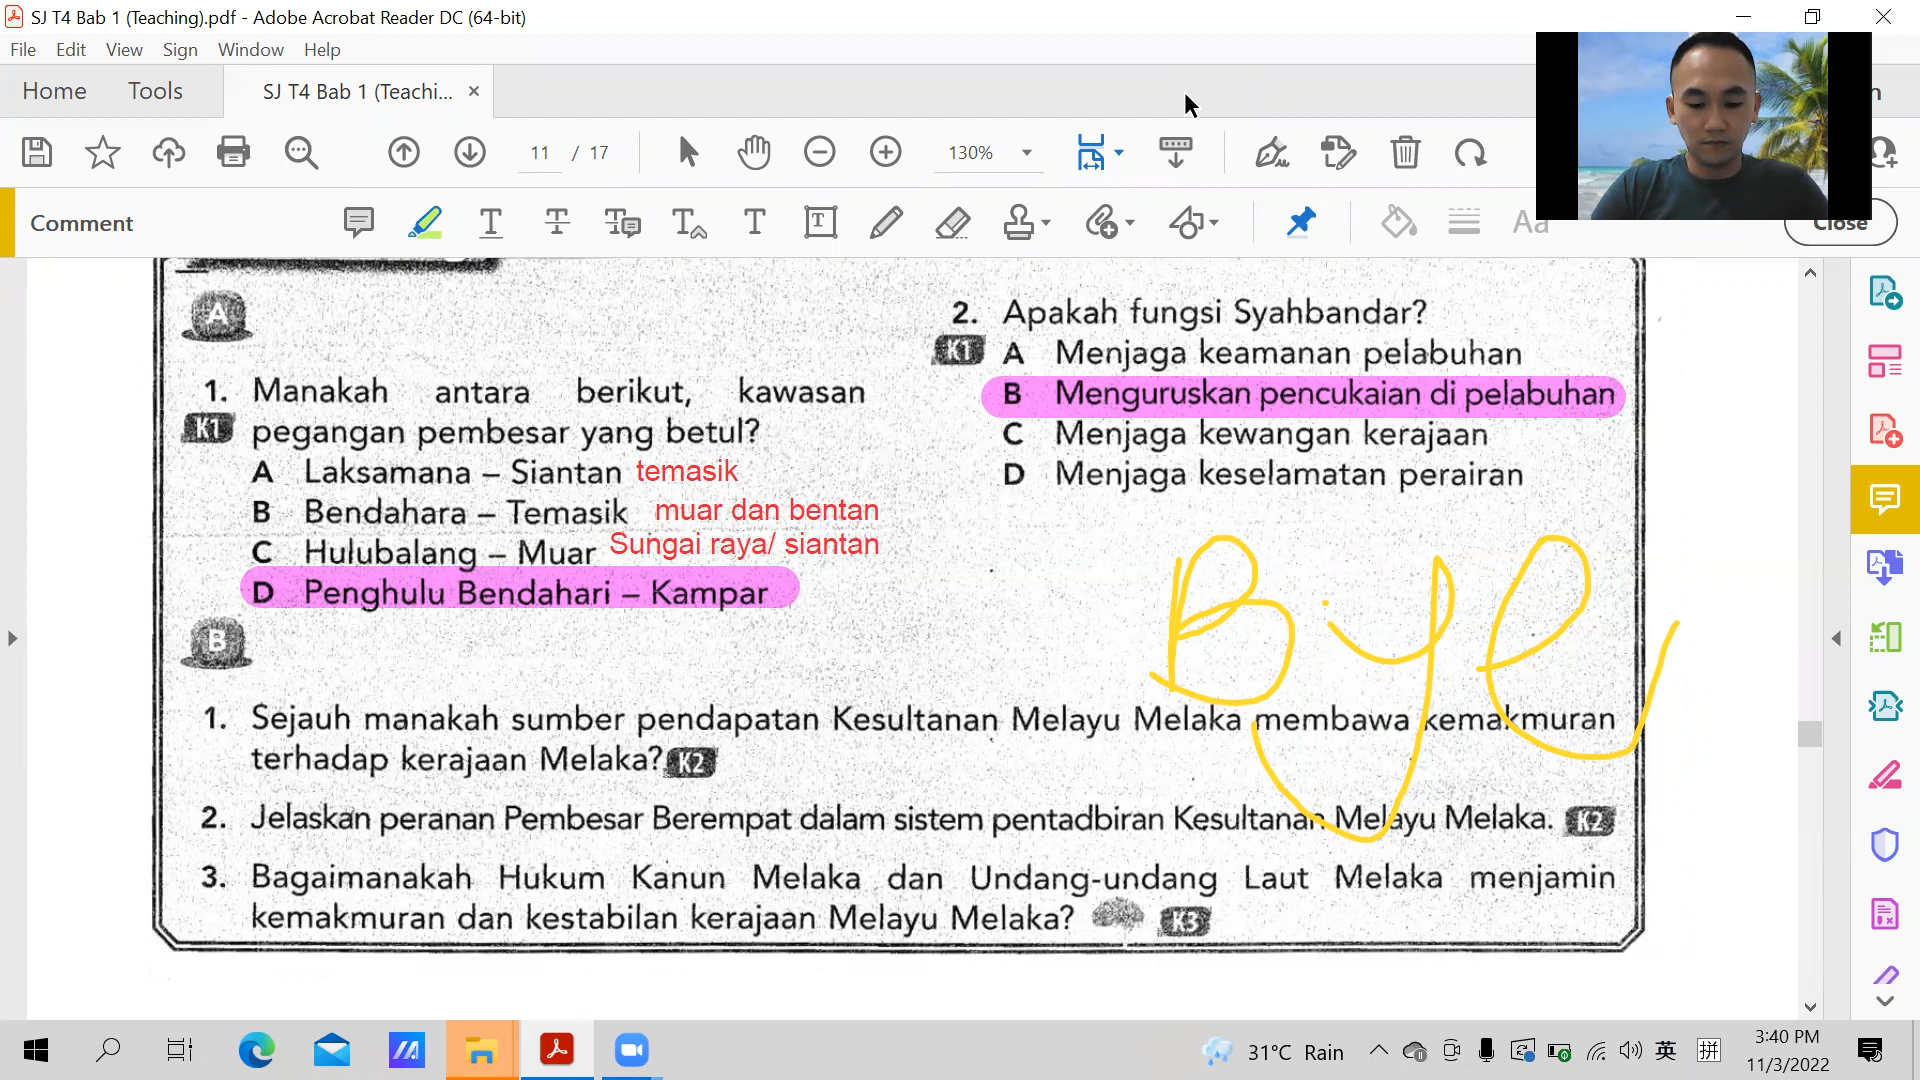 SJ T4 Bab 1 (Teaching).pdf - Adobe Acrobat Reader DC (64-bit)
File Edit View Sign Window Help
Home Tools SJ T4 Bab 1 (Teachi... ×
11 / 17 130%
Comment Close
A
1. Manakah antara berikut, kawasan
K1 pegangan pembesar yang betul?
A Laksamana – Siantan temasik
B Bendahara – Temasik muar dan bentan
C Hulubalang – Muar Sungai raya/ siantan
D Penghulu Bendahari – Kampar
2. Apakah fungsi Syahbandar?
K1 A Menjaga keamanan pelabuhan
B Menguruskan pencukaian di pelabuhan
C Menjaga kewangan kerajaan
D Menjaga keselamatan perairan
Bye
B
1. Sejauh manakah sumber pendapatan Kesultanan Melayu Melaka membawa kemakmuran
terhadap kerajaan Melaka? K2
2. Jelaskan peranan Pembesar Berempat dalam sistem pentadbiran Kesultanan Melayu Melaka. K2
3. Bagaimanakah Hukum Kanun Melaka dan Undang-undang Laut Melaka menjamin
kemakmuran dan kestabilan kerajaan Melayu Melaka? K3
31°C Rain 英 拼 3:40 PM
11/3/2022